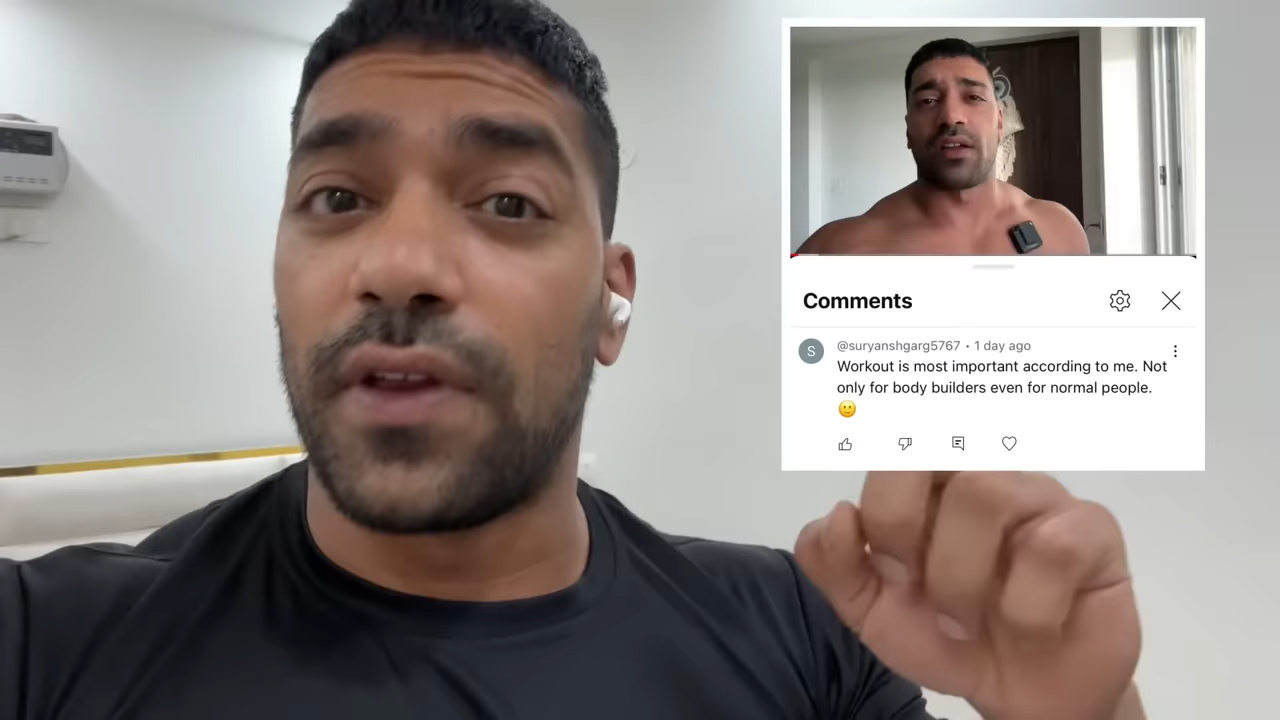 Comments
S
@suryanshgarg5767 • 1 day ago
Workout is most important according to me. Not
only for body builders even for normal people.
🙂